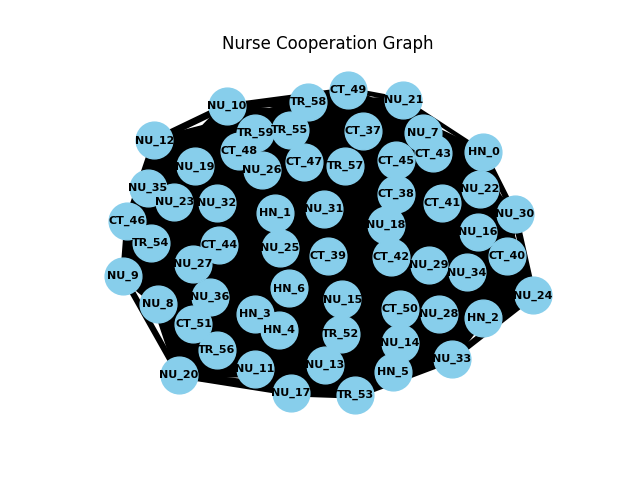 Nurse Cooperation Graph
CT_49
NU_21
TR_58
NU_10
TR_55
CT_37
NU_7
TR_59
NU_12
CT_48
HN_0
CT_43
CT_45
CT_47
TR_57
NU_19
NU_26
NU_35
NU_22
CT_38
NU_23
NU_32
CT_41
NU_31
HN_1
NU_30
CT_46
NU_18
NU_16
TR_54
CT_44
NU_25
CT_39
CT_42
CT_40
NU_27
NU_29
NU_34
NU_9
HN_6
NU_24
NU_36
NU_15
NU_8
CT_50
HN_3
NU_28
HN_2
CT_51
HN_4
TR_52
NU_14
TR_56
NU_33
NU_13
NU_11
HN_5
NU_20
NU_17
TR_53